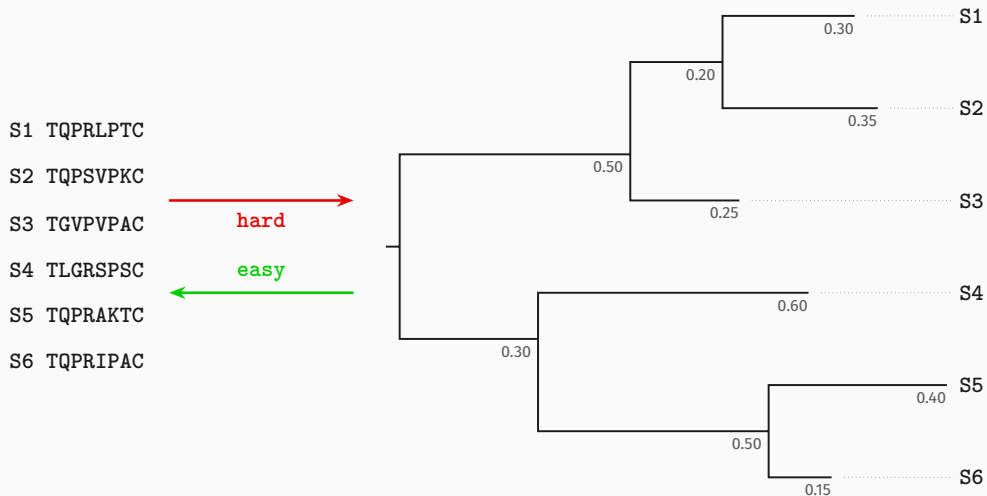 S1 TQPRLPTC
S2 TQPSVPKC
S3 TGVPVPAC
S4 TLGRSPSC
S5 TQPRAKTC
S6 TQPRIPAC
hard
easy
0.30
S1
0.20
0.35
S2
0.50
0.25
S3
0.60
S4
0.30
0.40
S5
0.50
0.15
S6